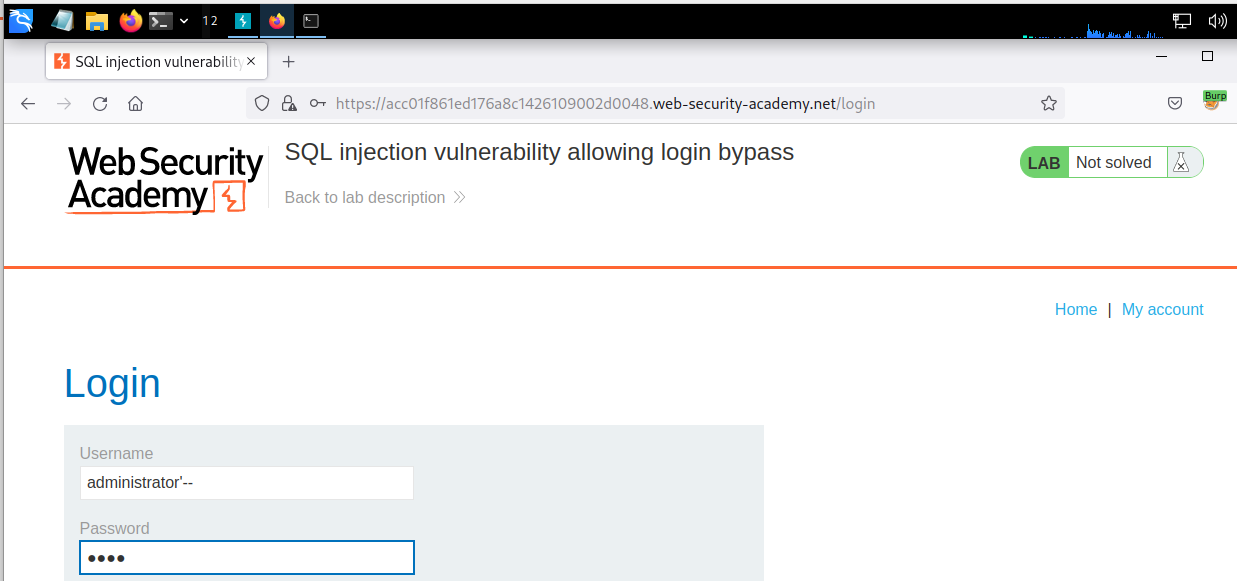 1 2
SQL injection vulnerability
Burp
https://acc01f861ed176a8c1426109002d0048.web-security-academy.net/login
Web Security
Academy
SQL injection vulnerability allowing login bypass
Back to lab description
LAB Not solved
Home | My account
Login
Username
administrator'--
Password
••••